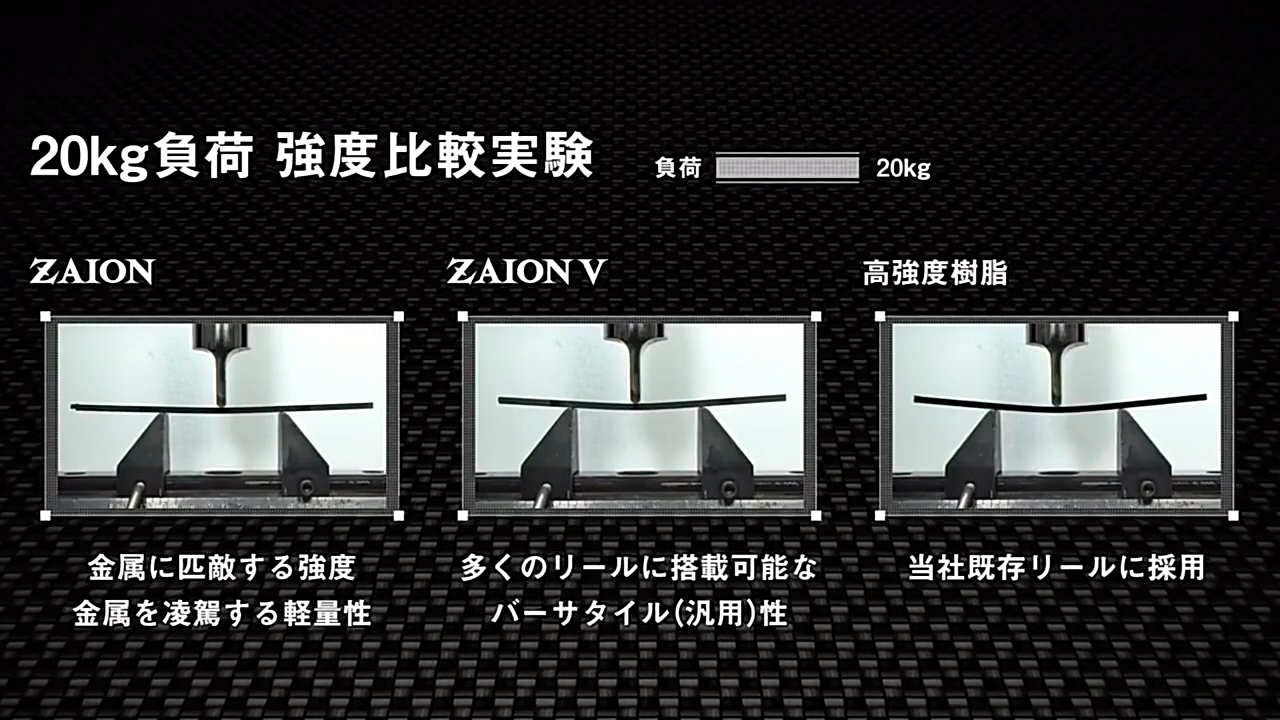 20kg負荷 強度比較実験
負荷 20kg
ZAION
ZAION V
高強度樹脂
金属に匹敵する強度
金属を凌駕する軽量性
多くのリールに搭載可能な
バーサタイル(汎用)性
当社既存リールに採用